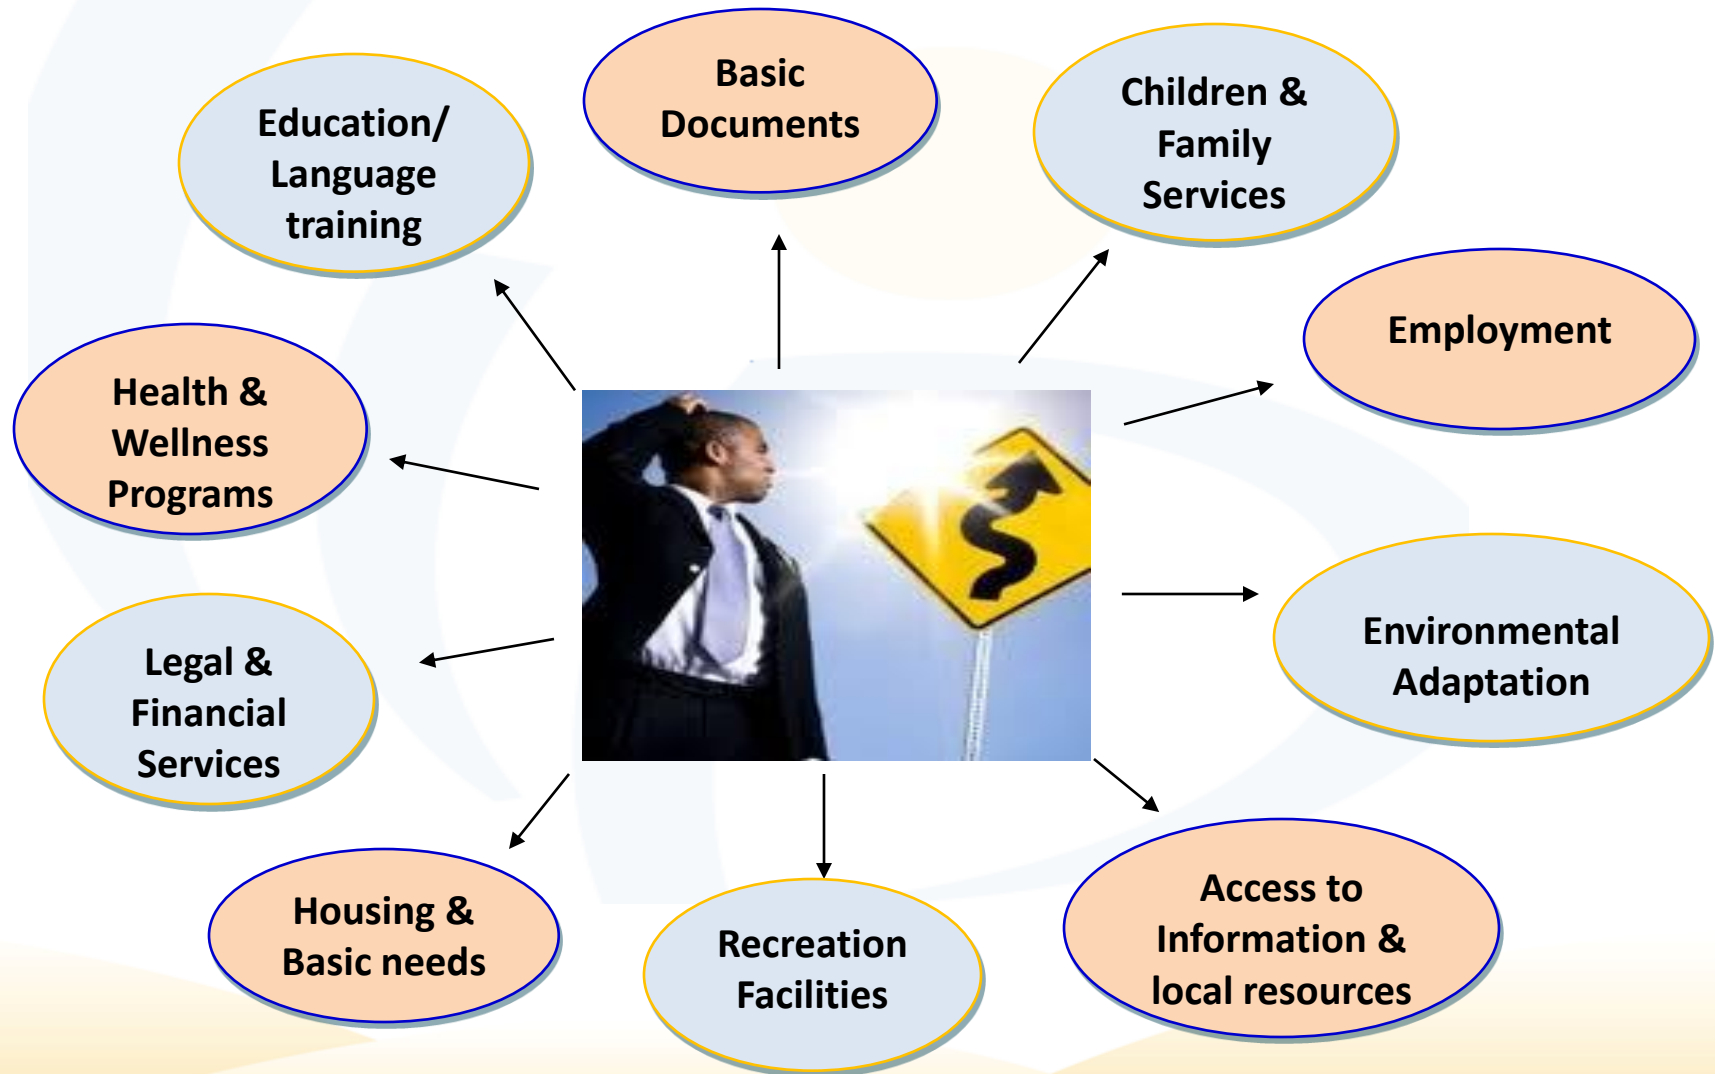 Basic
Documents
Children &
Family
Services
Education/
Language
training
Employment
Health &
Wellness
Programs
Environmental
Adaptation
Legal &
Financial
Services
Access to
Information &
local resources
Housing &
Basic needs
Recreation
Facilities